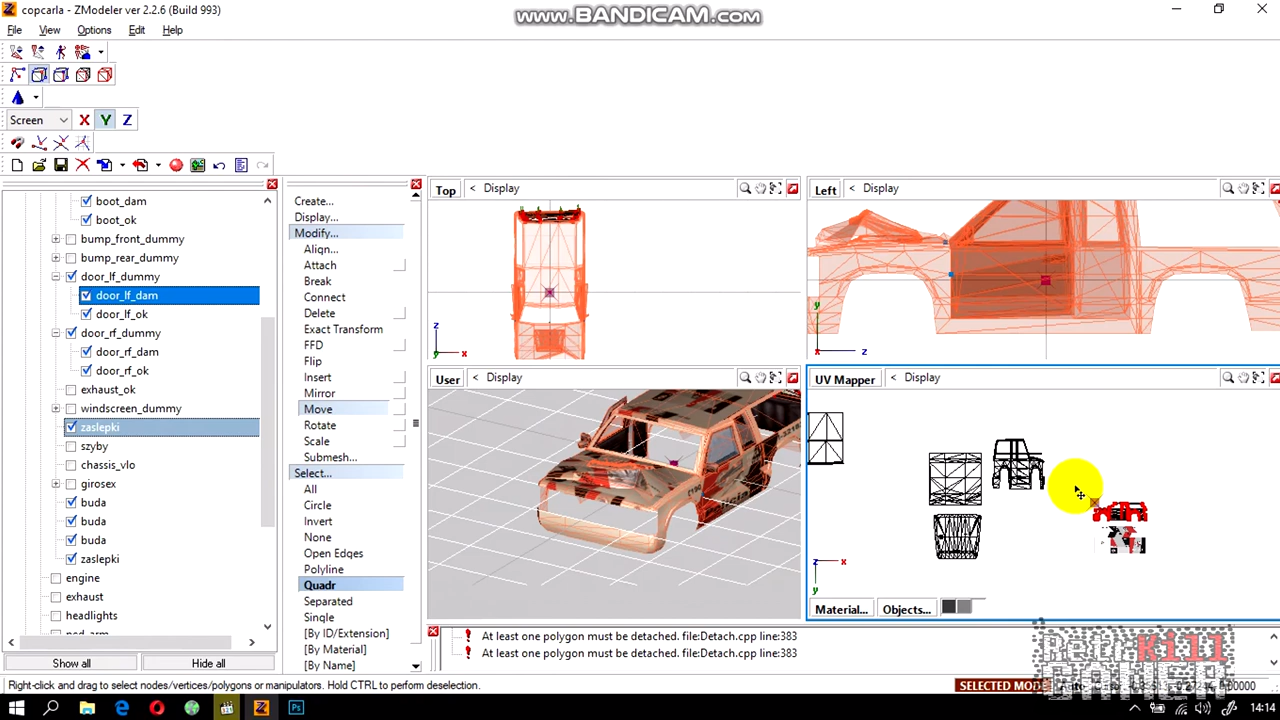 copcarla - ZModeler ver 2.2.6 (Build 993)
www.BANDICAM.com
File View Options Edit Help
Screen X Y Z
boot_dam
boot_ok
bump_front_dummy
bump_rear_dummy
door_lf_dummy
door_lf_dam
door_lf_ok
door_rf_dummy
door_rf_dam
door_rf_ok
exhaust_ok
windscreen_dummy
zaslepki
szyby
chassis_vlo
girosex
buda
buda
buda
zaslepki
engine
exhaust
headlights
Show all Hide all
Create...
Display...
Modify...
Align...
Attach
Break
Connect
Delete
Exact Transform
FFD
Flip
Insert
Mirror
Move
Rotate
Scale
Submesh...
Select...
All
Circle
Invert
None
Open Edges
Polyline
Quadr
Separated
Single
[By ID/Extension]
[By Material]
[By Name]
Top < Display
z
y x
Left < Display
y
x z
User < Display
UV Mapper < Display
z x
y
Material... Objects...
At least one polygon must be detached. file:Detach.cpp line:383
At least one polygon must be detached. file:Detach.cpp line:383
Right-click and drag to select nodes/vertices/polygons or manipulators. Hold CTRL to perform deselection.
SELECTED MOD
RetrKill
GAMER
14:14